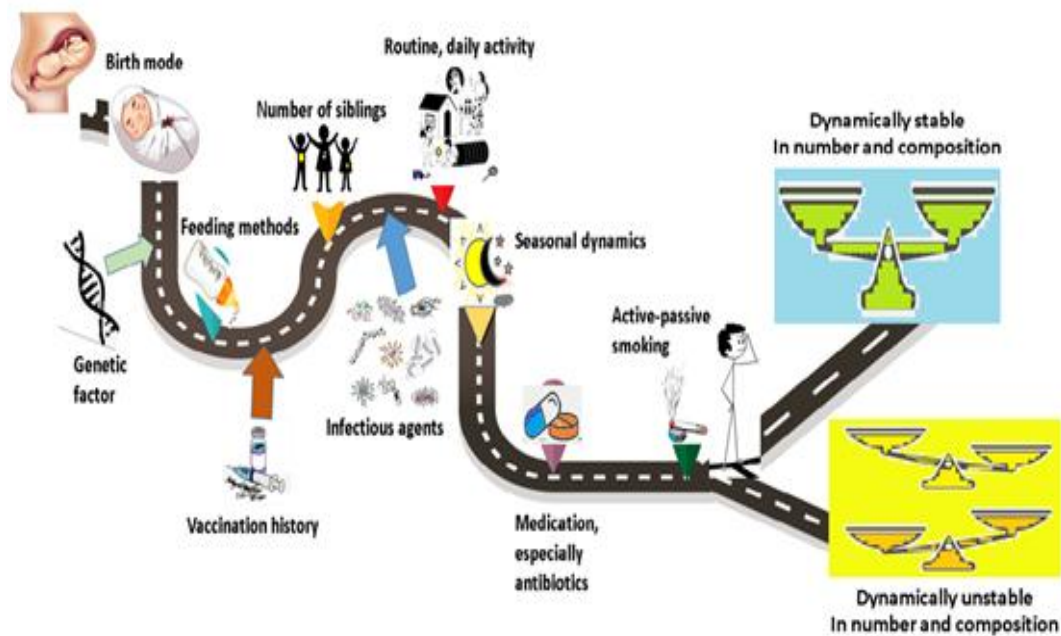 Birth mode
Routine, daily activity
Number of siblings
Dynamically stable
In number and composition
Feeding methods
Seasonal dynamics
Genetic
factor
Active-passive
smoking
Infectious agents
Vaccination history
Medication,
especially
antibiotics
Dynamically unstable
In number and composition